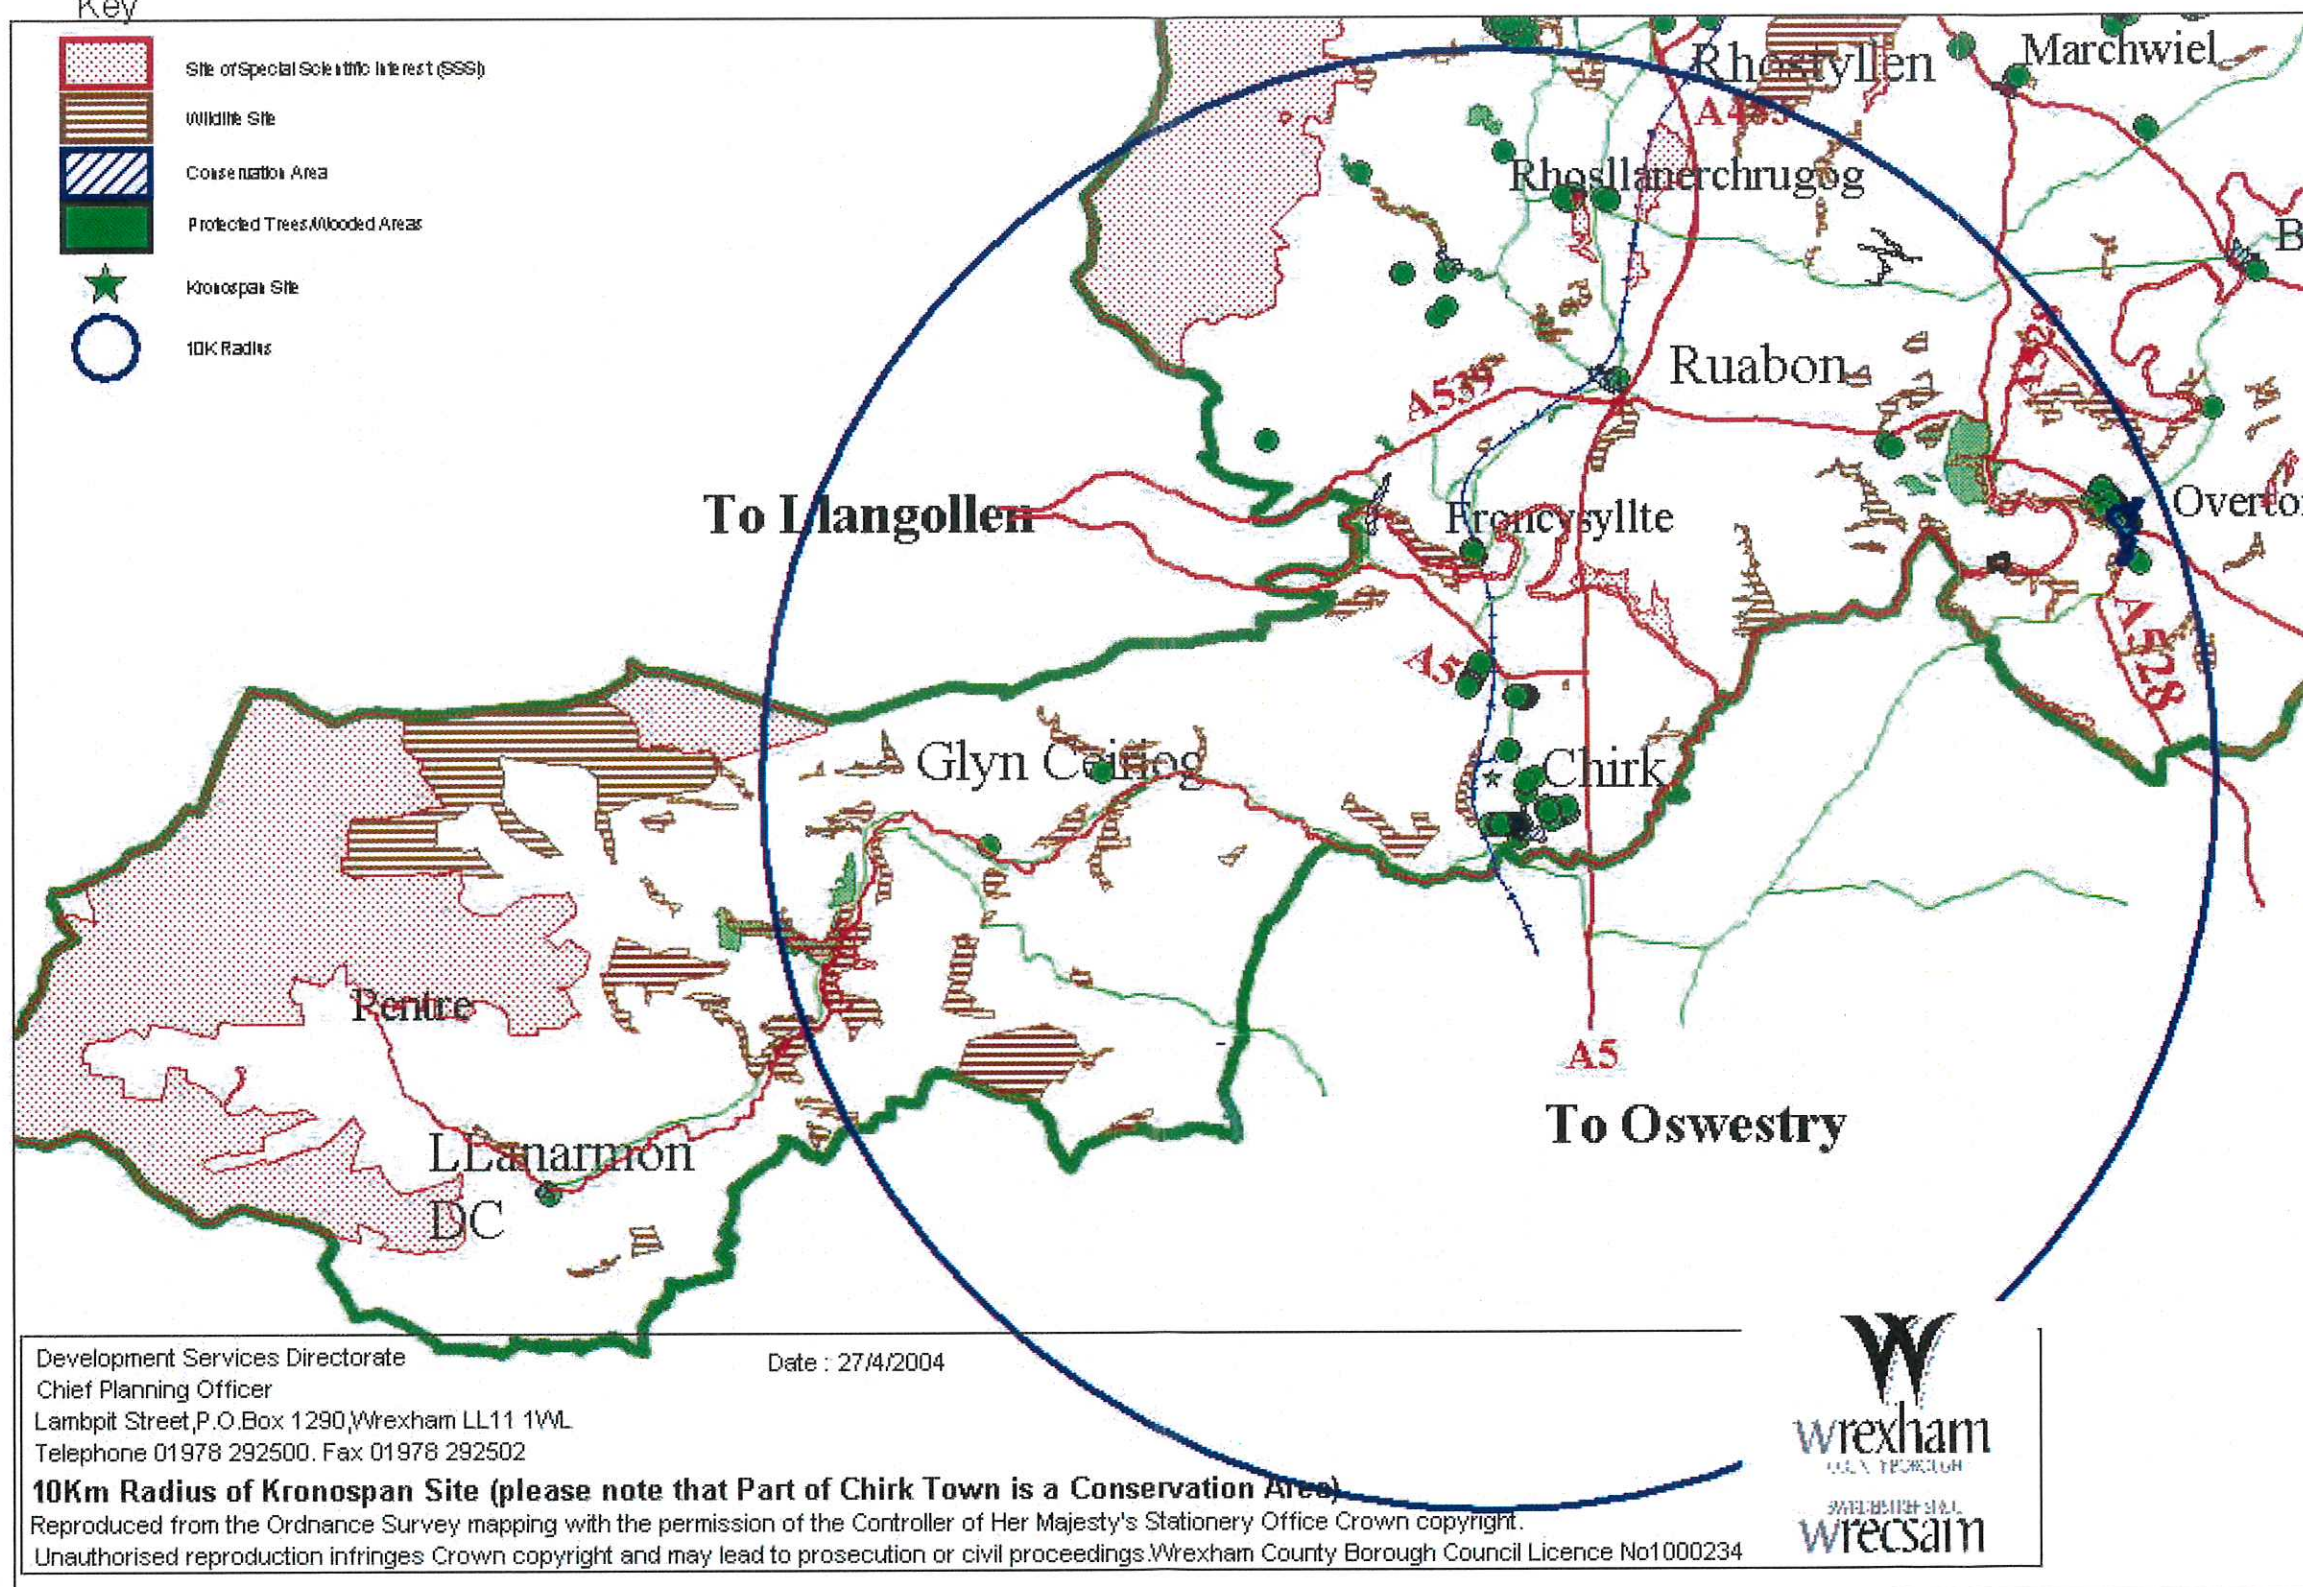 Key
Site of Special Scientific Interest (SSSI)
Wildlife Site
Conservation Area
Protected Trees/Wooded Areas
Kronospan Site
10K Radius
Rhostyllen
Marchwiel
Rhosllanerchrugog
Ruabon
A539
To Llangollen
Froncysyllte
A5
A528
Glyn Ceiriog
Chirk
Pentre
A5
To Oswestry
LLanarmon
DC
Development Services Directorate
Date : 27/4/2004
Chief Planning Officer
Lambpit Street,P.O.Box 1290,Wrexham LL11 1WL
Telephone 01978 292500. Fax 01978 292502
10Km Radius of Kronospan Site (please note that Part of Chirk Town is a Conservation Area)
Reproduced from the Ordnance Survey mapping with the permission of the Controller of Her Majesty's Stationery Office Crown copyright.
Unauthorised reproduction infringes Crown copyright and may lead to prosecution or civil proceedings.Wrexham County Borough Council Licence No1000234
wrexham
COUNTY BOROUGH
wrecsam